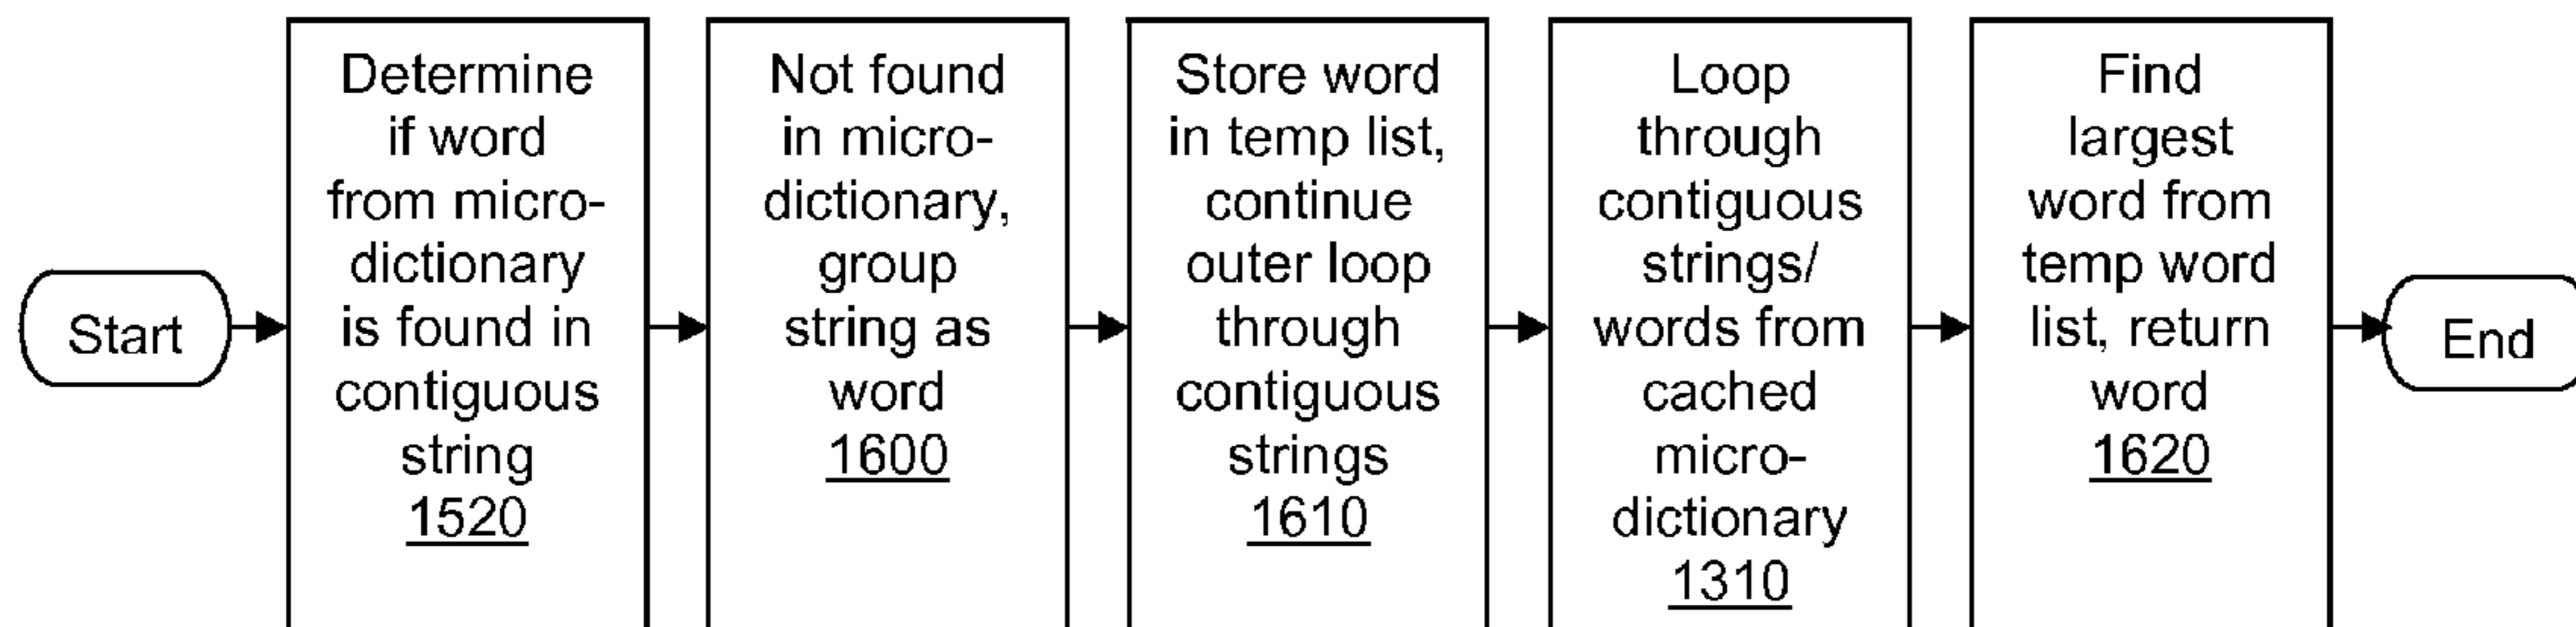 Start
Determine
if word
from micro-
dictionary
is found in
contiguous
string
1520
Not found
in micro-
dictionary,
group
string as
word
1600
Store word
in temp list,
continue
outer loop
through
contiguous
strings
1610
Loop
through
contiguous
strings/
words from
cached
micro-
dictionary
1310
Find
largest
word from
temp word
list, return
word
1620
End